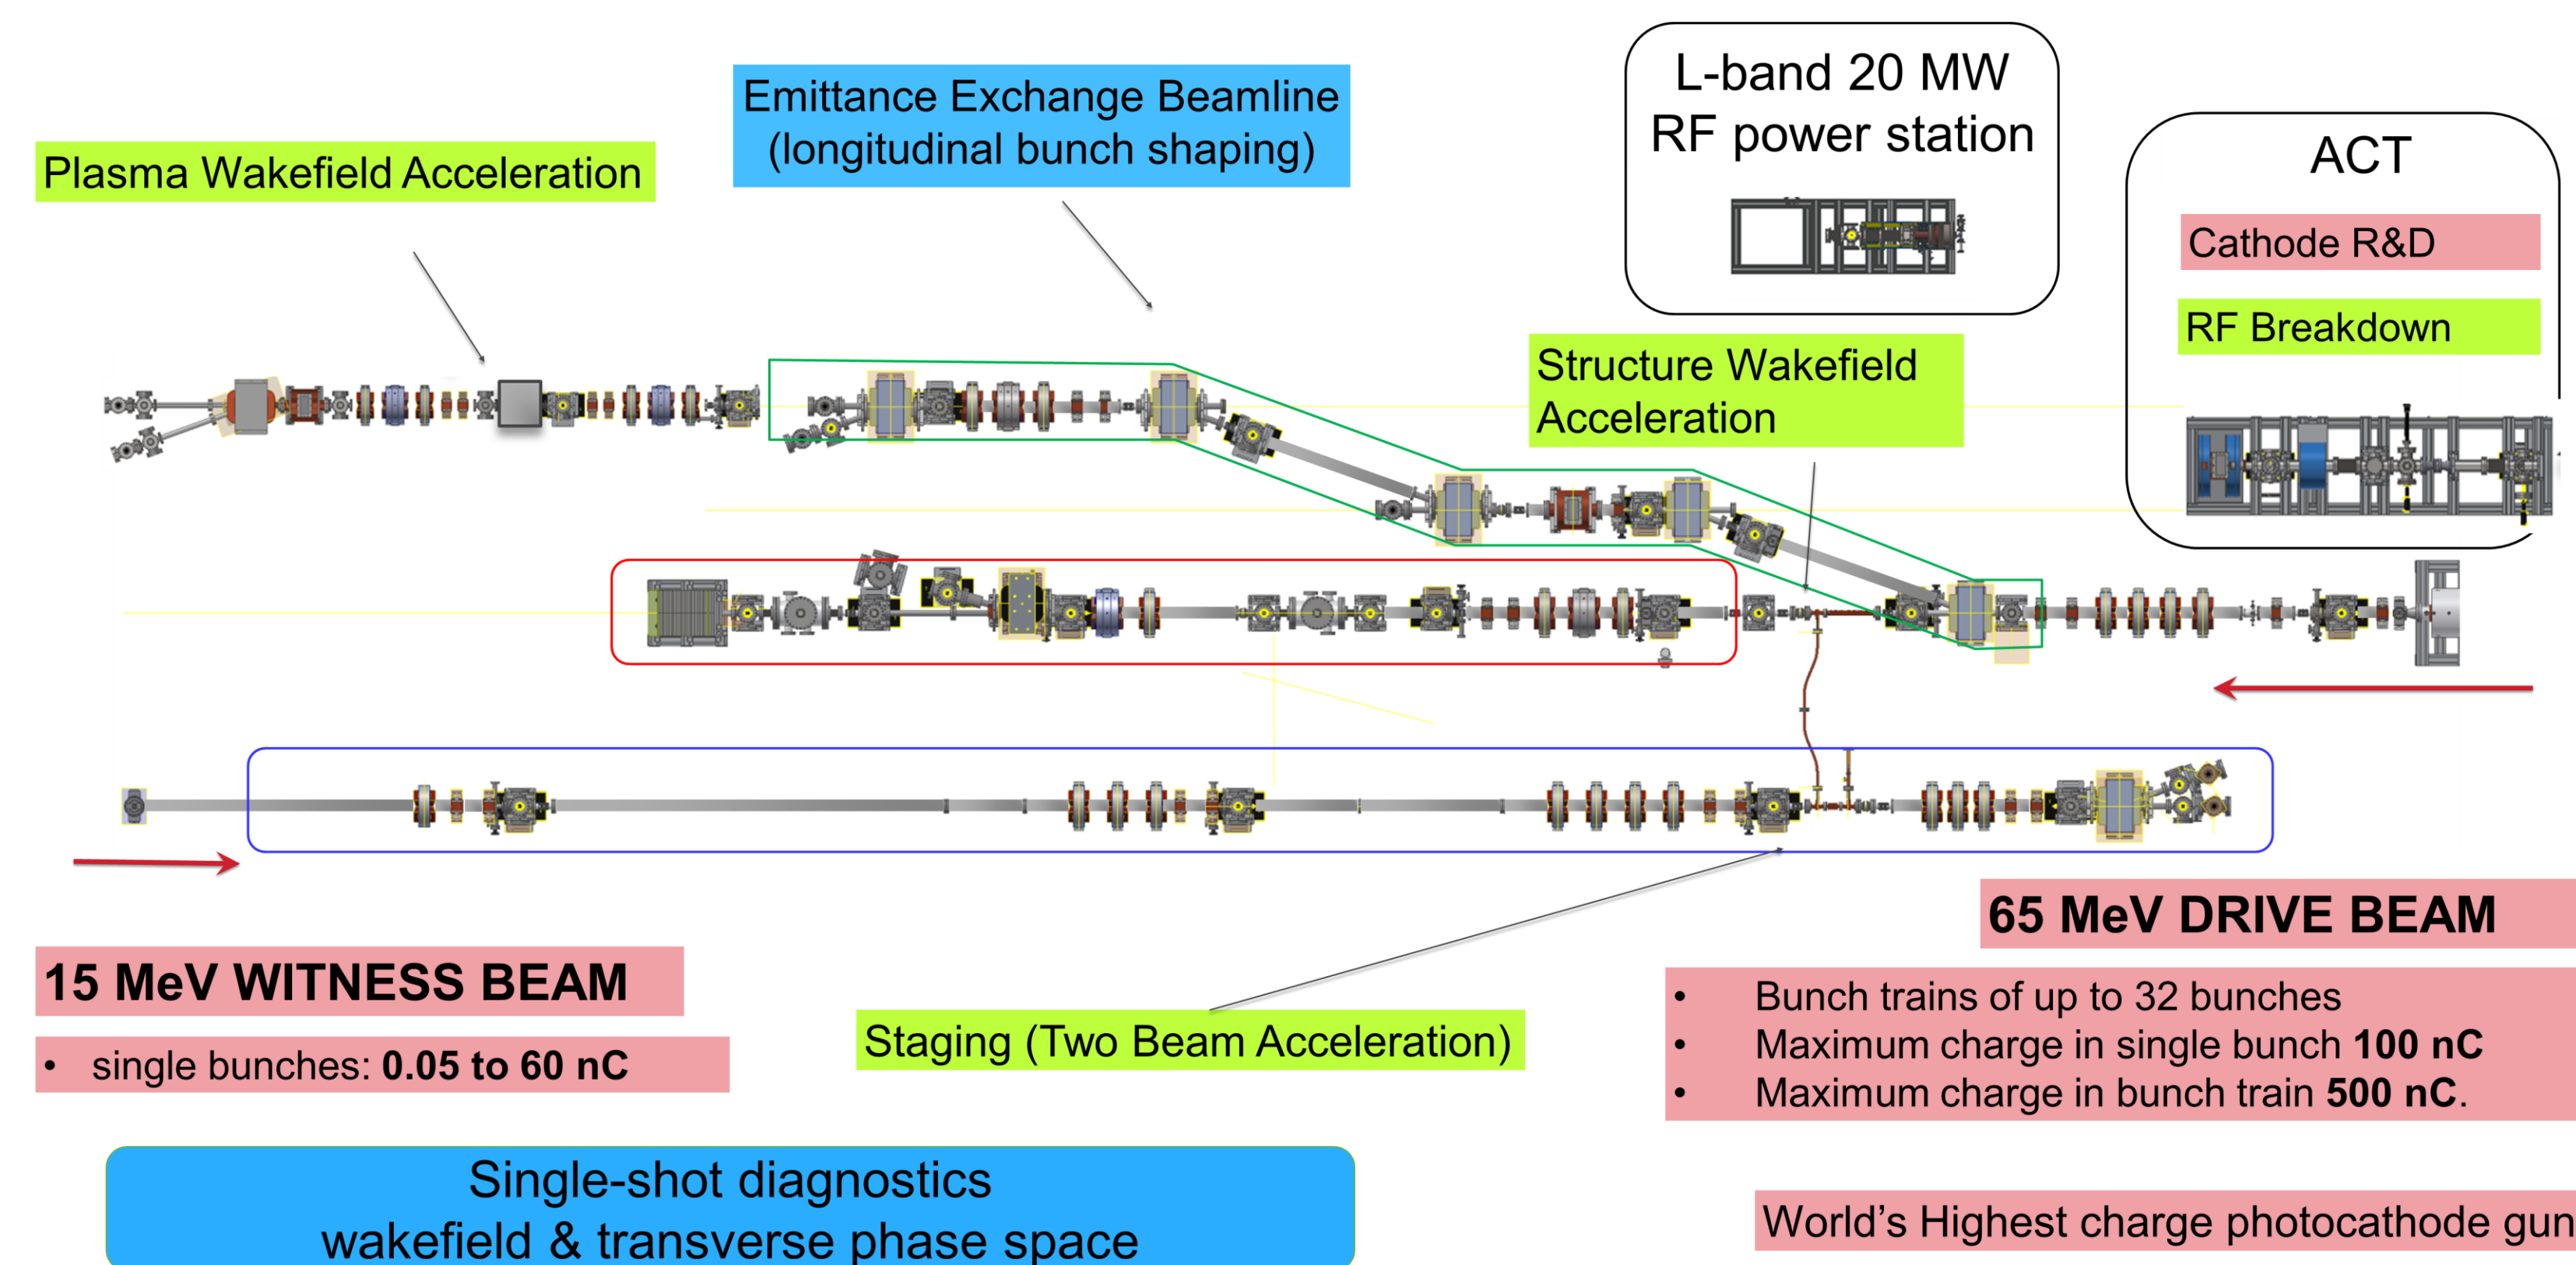 L-band 20 MW
RF power station
Emittance Exchange Beamline
(longitudinal bunch shaping)
Plasma Wakefield Acceleration
ACT
Cathode R&D
RF Breakdown
Structure Wakefield
Acceleration
65 MeV DRIVE BEAM
15 MeV WITNESS BEAM
• single bunches: 0.05 to 60 nC
Staging (Two Beam Acceleration)
• Bunch trains of up to 32 bunches
• Maximum charge in single bunch 100 nC
• Maximum charge in bunch train 500 nC.
Single-shot diagnostics
wakefield & transverse phase space
World’s Highest charge photocathode gun